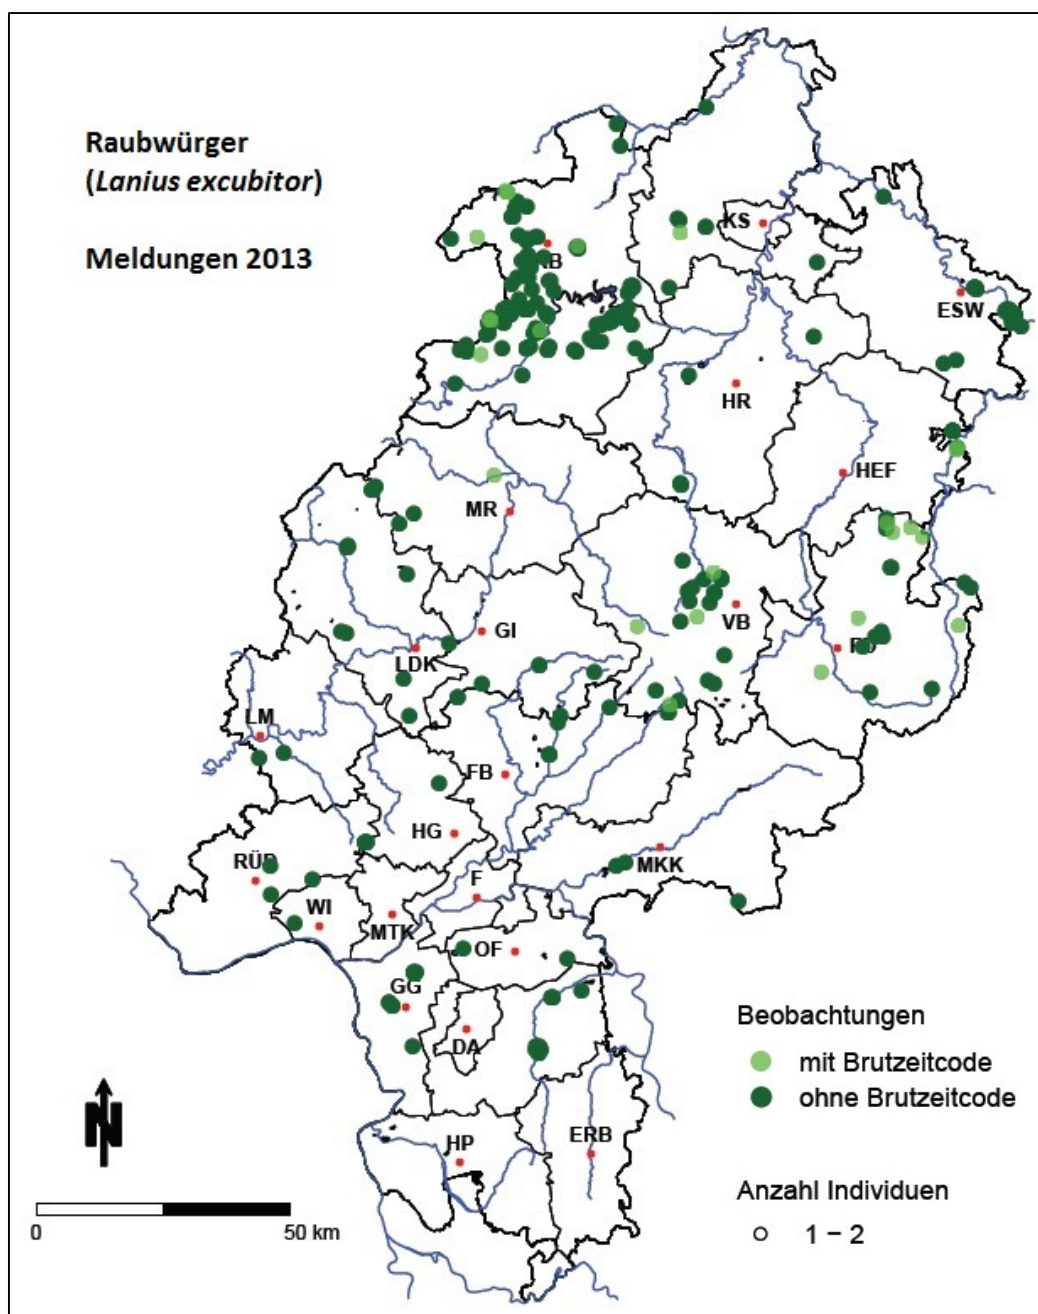 Raubwürger
(Lanius excubitor)
Meldungen 2013
KS
ESW
HR
HEF
MR
VB
GI
LDK
LM
FB
HG
MKK
RÜD
F
WI
MTK
OF
GG
DA
HP
ERB
Beobachtungen
mit Brutzeitcode
ohne Brutzeitcode
Anzahl Individuen
1 – 2
N
0
50 km